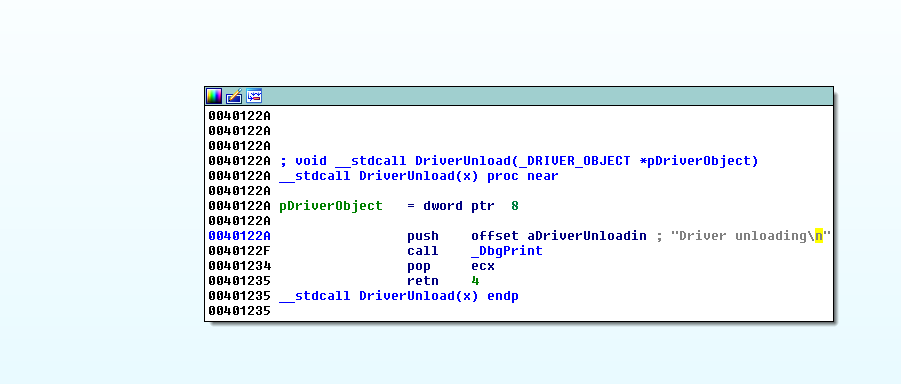 0040122A
0040122A
0040122A
0040122A ; void __stdcall DriverUnload(_DRIVER_OBJECT *pDriverObject)
0040122A __stdcall DriverUnload(x) proc near
0040122A
0040122A pDriverObject   = dword ptr  8
0040122A
0040122A                 push    offset aDriverUnloadin ; "Driver unloading\n"
0040122F                 call    _DbgPrint
00401234                 pop     ecx
00401235                 retn    4
00401235 __stdcall DriverUnload(x) endp
00401235